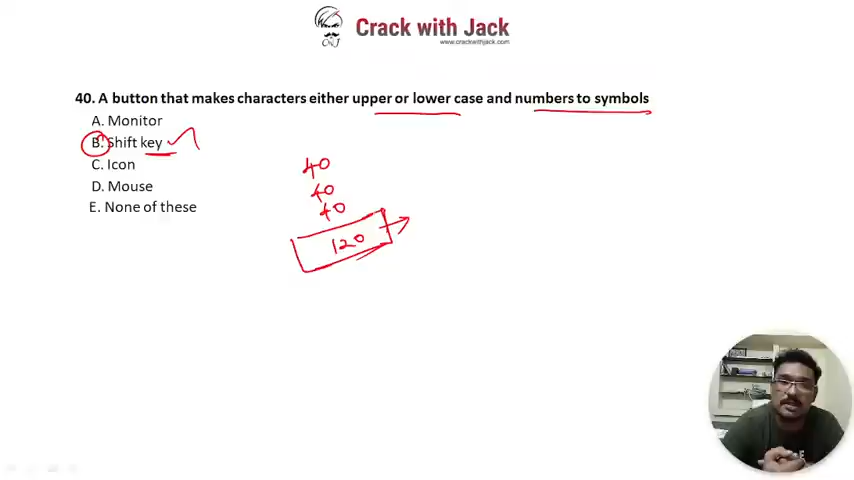 Crack with Jack
www.crackwithjack.com
CWJ
40. A button that makes characters either upper or lower case and numbers to symbols
A. Monitor
B. Shift key
C. Icon
D. Mouse
E. None of these
40
40
40
120